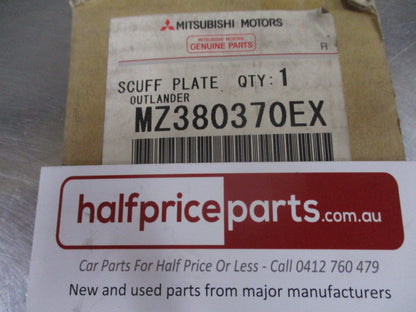 MITSUBISHI MOTORS
MITSUBISHI MOTORS
GENUINE PARTS
R
SCUFF PLATE QTY: 1
OUTLANDER
MZ380370EX
halfpriceparts.com.au
Car Parts For Half Price Or Less - Call 0412 760 479
New and used parts from major manufacturers